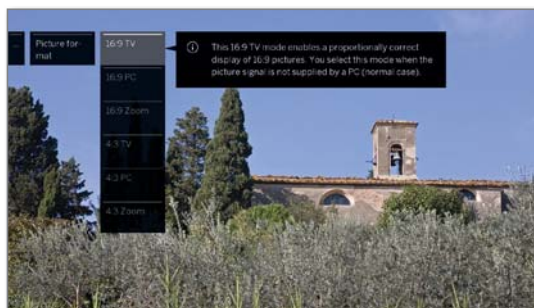 ...
Picture for-
mat
16:9 TV
This 16:9 TV mode enables a proportionally correct
display of 16:9 pictures. You select this mode when the
picture signal is not supplied by a PC (normal case).
16:9 PC
16:9 Zoom
4:3 TV
4:3 PC
4:3 Zoom